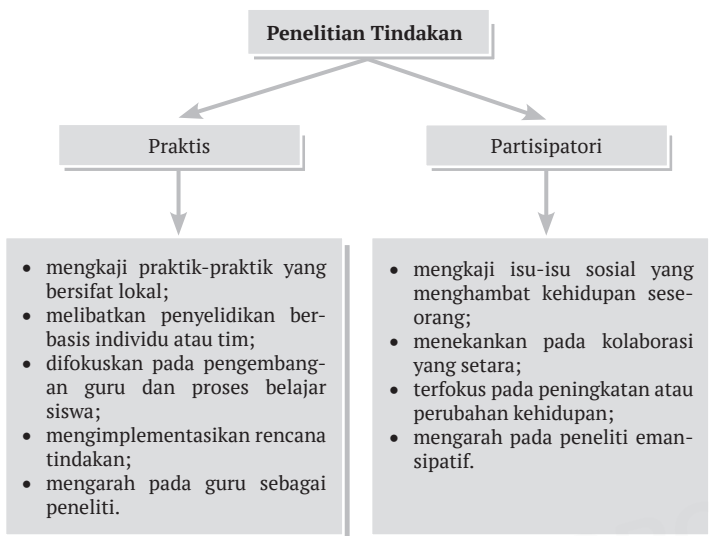 Penelitian Tindakan
Praktis
Partisipatori
• mengkaji praktik-praktik yang
bersifat lokal;
• melibatkan penyelidikan ber-
basis individu atau tim;
• difokuskan pada pengembang-
an guru dan proses belajar
siswa;
• mengimplementasikan rencana
tindakan;
• mengarah pada guru sebagai
peneliti.
• mengkaji isu-isu sosial yang
menghambat kehidupan sese-
orang;
• menekankan pada kolaborasi
yang setara;
• terfokus pada peningkatan atau
perubahan kehidupan;
• mengarah pada peneliti eman-
sipatif.